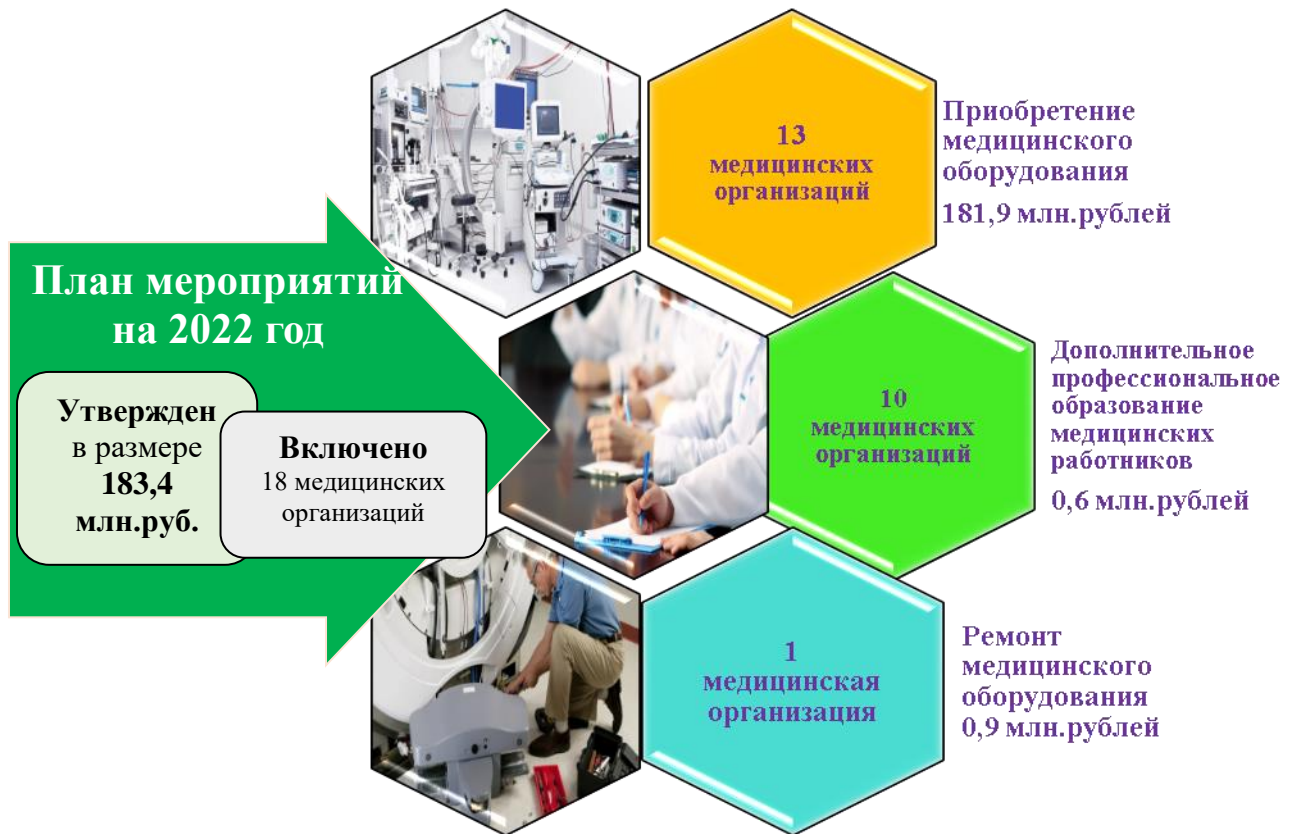 План мероприятий
на 2022 год
Утвержден
в размере
183,4
млн.руб.
Включено
18 медицинских
организаций
13
медицинских
организаций
Приобретение
медицинского
оборудования
181,9 млн.рублей
10
медицинских
организаций
Дополнительное
профессиональное
образование
медицинских
работников
0,6 млн.рублей
1
медицинская
организация
Ремонт
медицинского
оборудования
0,9 млн.рублей